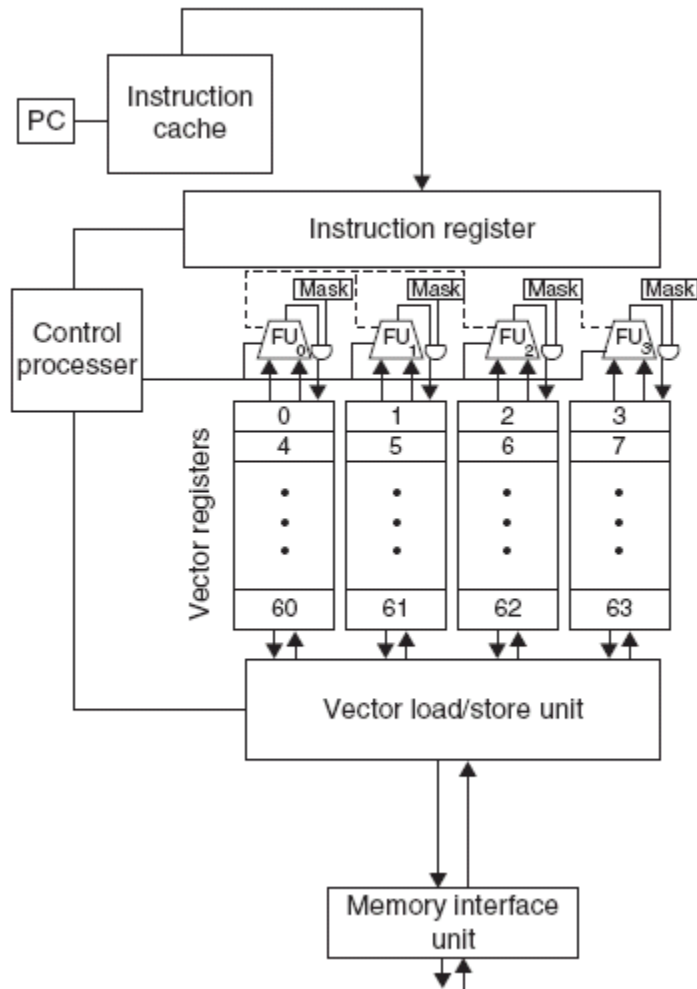 Instruction
cache
PC
Instruction register
Mask Mask Mask Mask
Control
processer
FU0 FU1 FU2 FU3
Vector registers
0 1 2 3
4 5 6 7
60 61 62 63
Vector load/store unit
Memory interface
unit